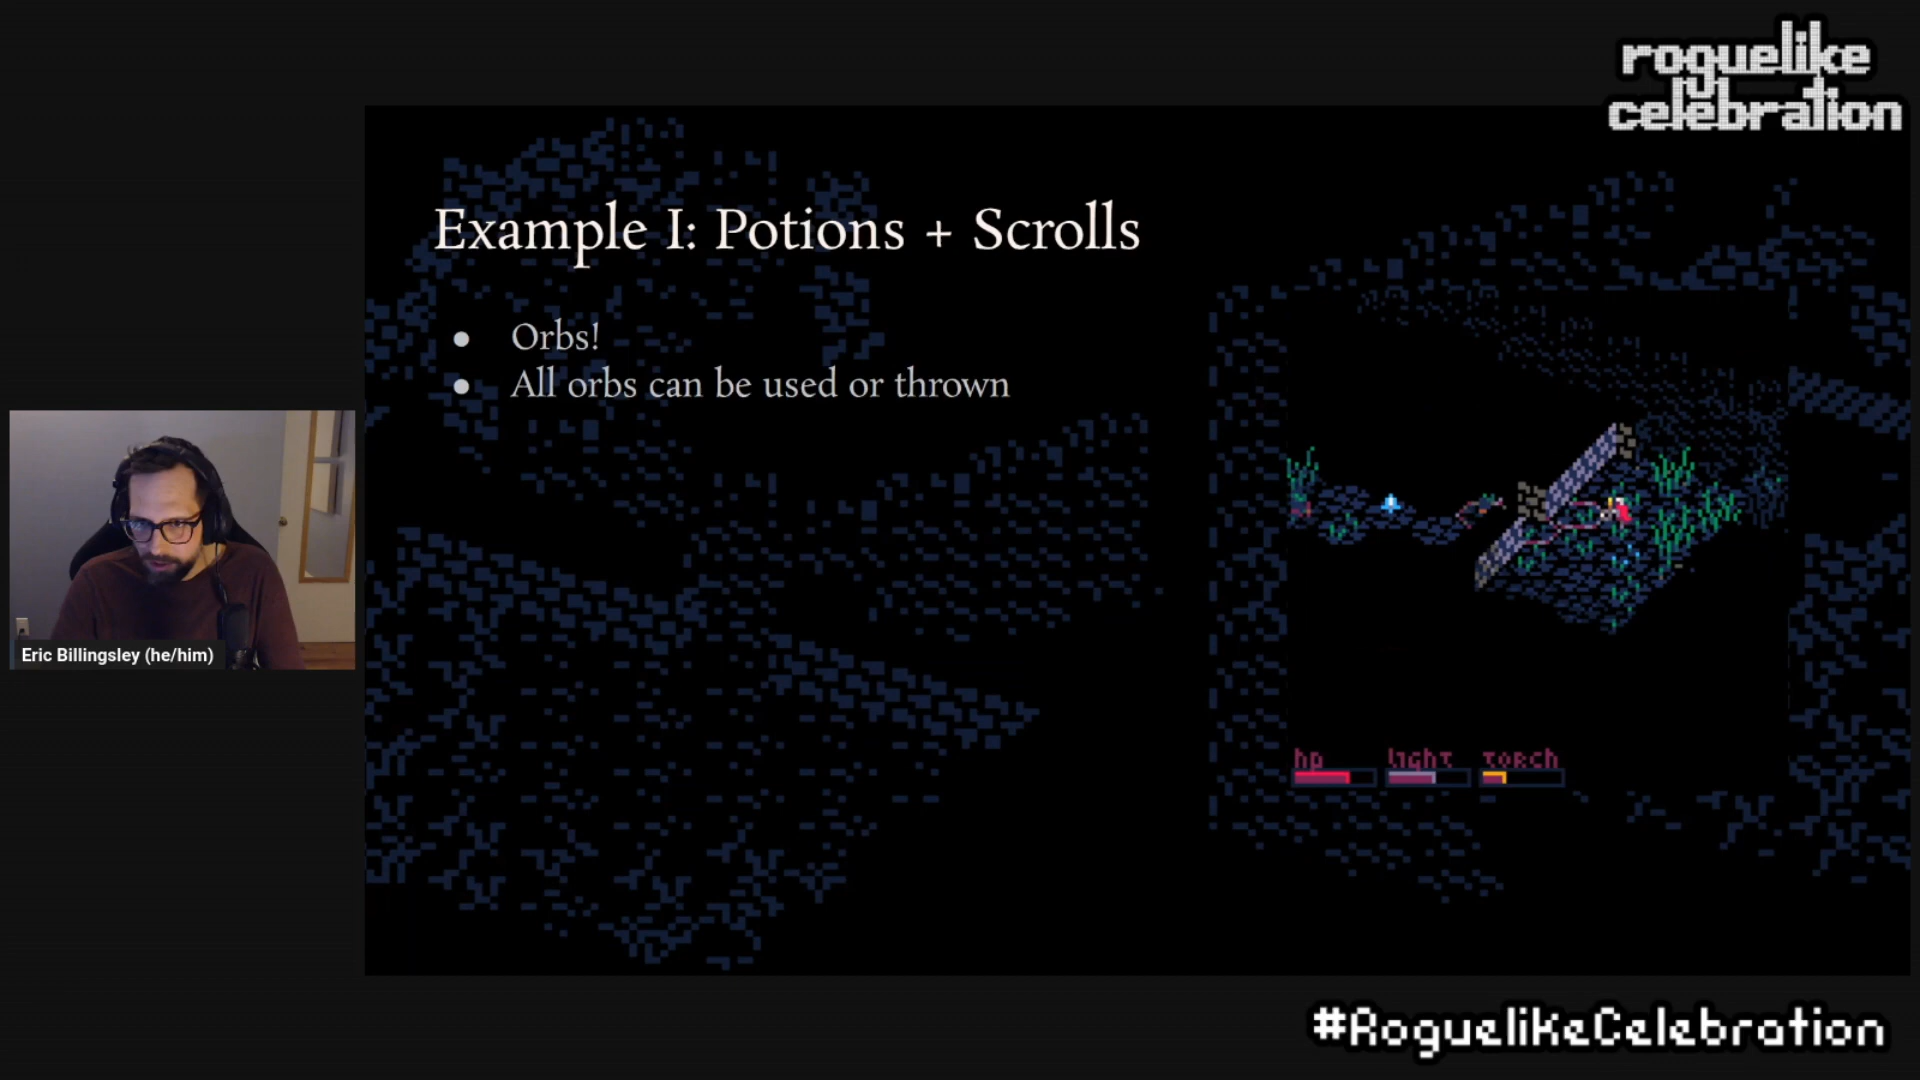 roguelike
celebration
Example I: Potions + Scrolls
● Orbs!
● All orbs can be used or thrown
Eric Billingsley (he/him)
hp light torch
#RoguelikeCelebration